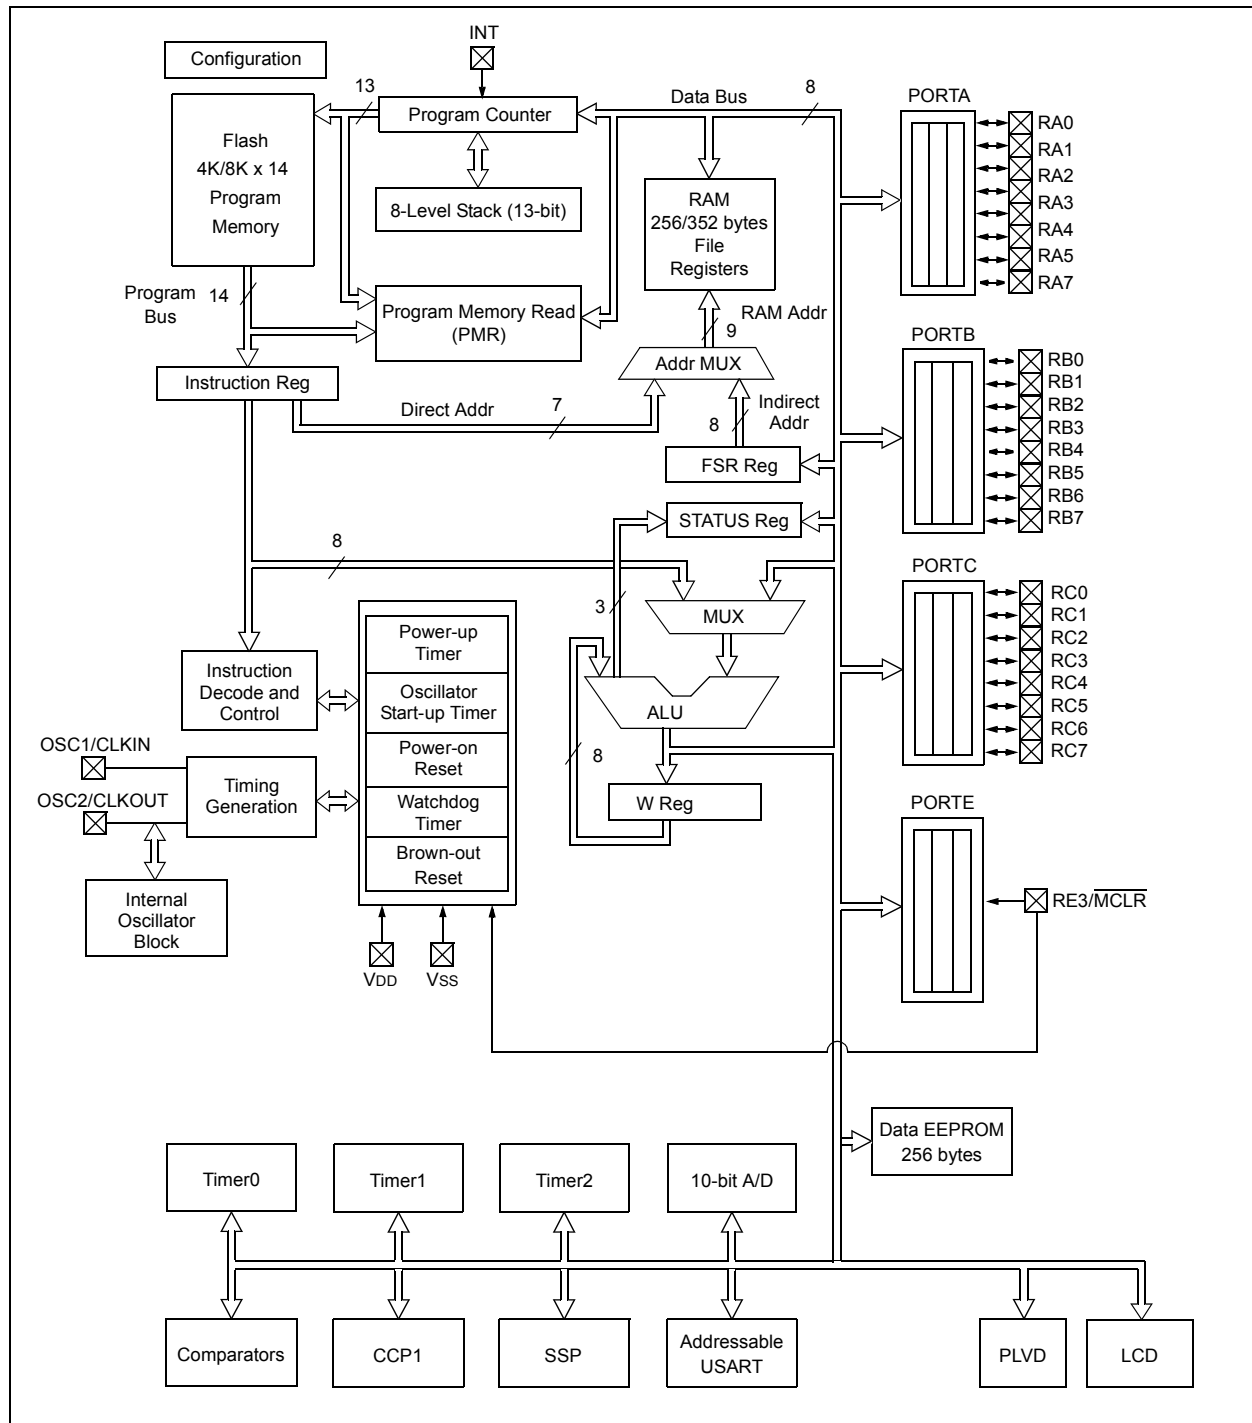 INT
Configuration
13
Program Counter
Data Bus
8
PORTA
Flash
4K/8K x 14
Program
Memory
8-Level Stack (13-bit)
RAM
256/352 bytes
File
Registers
RA0
RA1
RA2
RA3
RA4
RA5
RA7
Program
Bus
14
Program Memory Read
(PMR)
RAM Addr
9
Addr MUX
PORTB
RB0
RB1
RB2
RB3
RB4
RB5
RB6
RB7
Instruction Reg
Direct Addr
7
8
Indirect
Addr
FSR Reg
STATUS Reg
8
3
MUX
PORTC
RC0
RC1
RC2
RC3
RC4
RC5
RC6
RC7
Power-up
Timer
Oscillator
Start-up Timer
Power-on
Reset
Watchdog
Timer
Brown-out
Reset
Instruction
Decode and
Control
ALU
8
W Reg
OSC1/CLKIN
OSC2/CLKOUT
Timing
Generation
Internal
Oscillator
Block
VDD
VSS
PORTE
RE3/MCLR
Data EEPROM
256 bytes
Timer0
Timer1
Timer2
10-bit A/D
Comparators
CCP1
SSP
Addressable
USART
PLVD
LCD